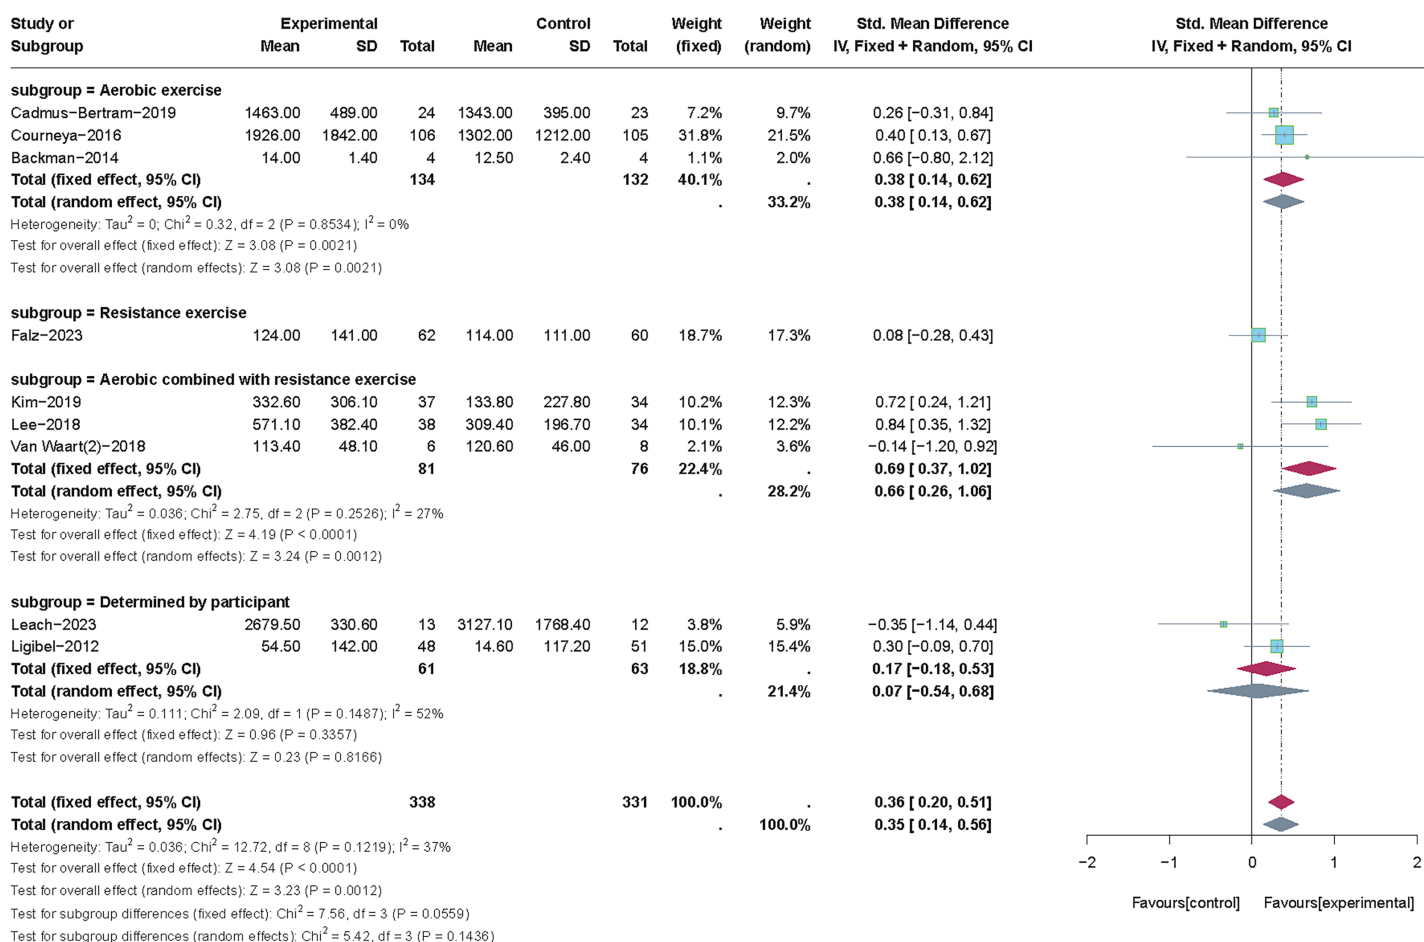 Study or Experimental Control Weight Weight Std. Mean Difference Std. Mean Difference
Subgroup Mean SD Total Mean SD Total (fixed) (random) IV, Fixed + Random, 95% CI IV, Fixed + Random, 95% CI
subgroup = Aerobic exercise
Cadmus−Bertram−2019 1463.00 489.00 24 1343.00 395.00 23 7.2% 9.7% 0.26 [−0.31, 0.84]
Courneya−2016 1926.00 1842.00 106 1302.00 1212.00 105 31.8% 21.5% 0.40 [ 0.13, 0.67]
Backman−2014 14.00 1.40 4 12.50 2.40 4 1.1% 2.0% 0.66 [−0.80, 2.12]
Total (fixed effect, 95% CI) 134 132 40.1% . 0.38 [ 0.14, 0.62]
Total (random effect, 95% CI) . 33.2% 0.38 [ 0.14, 0.62]
Heterogeneity: Tau² = 0; Chi² = 0.32, df = 2 (P = 0.8534); I² = 0%
Test for overall effect (fixed effect): Z = 3.08 (P = 0.0021)
Test for overall effect (random effects): Z = 3.08 (P = 0.0021)
subgroup = Resistance exercise
Falz−2023 124.00 141.00 62 114.00 111.00 60 18.7% 17.3% 0.08 [−0.28, 0.43]
subgroup = Aerobic combined with resistance exercise
Kim−2019 332.60 306.10 37 133.80 227.80 34 10.2% 12.3% 0.72 [ 0.24, 1.21]
Lee−2018 571.10 382.40 38 309.40 196.70 34 10.1% 12.2% 0.84 [ 0.35, 1.32]
Van Waart(2)−2018 113.40 48.10 6 120.60 46.00 8 2.1% 3.6% −0.14 [−1.20, 0.92]
Total (fixed effect, 95% CI) 81 76 22.4% . 0.69 [ 0.37, 1.02]
Total (random effect, 95% CI) . 28.2% 0.66 [ 0.26, 1.06]
Heterogeneity: Tau² = 0.036; Chi² = 2.75, df = 2 (P = 0.2526); I² = 27%
Test for overall effect (fixed effect): Z = 4.19 (P < 0.0001)
Test for overall effect (random effects): Z = 3.24 (P = 0.0012)
subgroup = Determined by participant
Leach−2023 2679.50 330.60 13 3127.10 1768.40 12 3.8% 5.9% −0.35 [−1.14, 0.44]
Ligibel−2012 54.50 142.00 48 14.60 117.20 51 15.0% 15.4% 0.30 [−0.09, 0.70]
Total (fixed effect, 95% CI) 61 63 18.8% . 0.17 [−0.18, 0.53]
Total (random effect, 95% CI) . 21.4% 0.07 [−0.54, 0.68]
Heterogeneity: Tau² = 0.111; Chi² = 2.09, df = 1 (P = 0.1487); I² = 52%
Test for overall effect (fixed effect): Z = 0.96 (P = 0.3357)
Test for overall effect (random effects): Z = 0.23 (P = 0.8166)
Total (fixed effect, 95% CI) 338 331 100.0% . 0.36 [ 0.20, 0.51]
Total (random effect, 95% CI) . 100.0% 0.35 [ 0.14, 0.56]
Heterogeneity: Tau² = 0.036; Chi² = 12.72, df = 8 (P = 0.1219); I² = 37%
Test for overall effect (fixed effect): Z = 4.54 (P < 0.0001)
Test for overall effect (random effects): Z = 3.23 (P = 0.0012)
Test for subgroup differences (fixed effect): Chi² = 7.56, df = 3 (P = 0.0559)
Test for subgroup differences (random effects): Chi² = 5.42, df = 3 (P = 0.1436)
−2 −1 0 1 2
Favours[control] Favours[experimental]